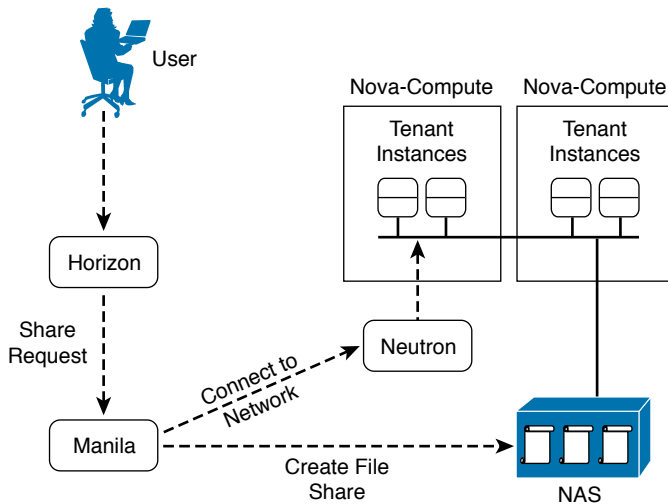 User
Nova-Compute
Nova-Compute
Tenant
Instances
Tenant
Instances
Horizon
Share
Request
Neutron
Connect to
Network
Manila
Create File
Share
NAS